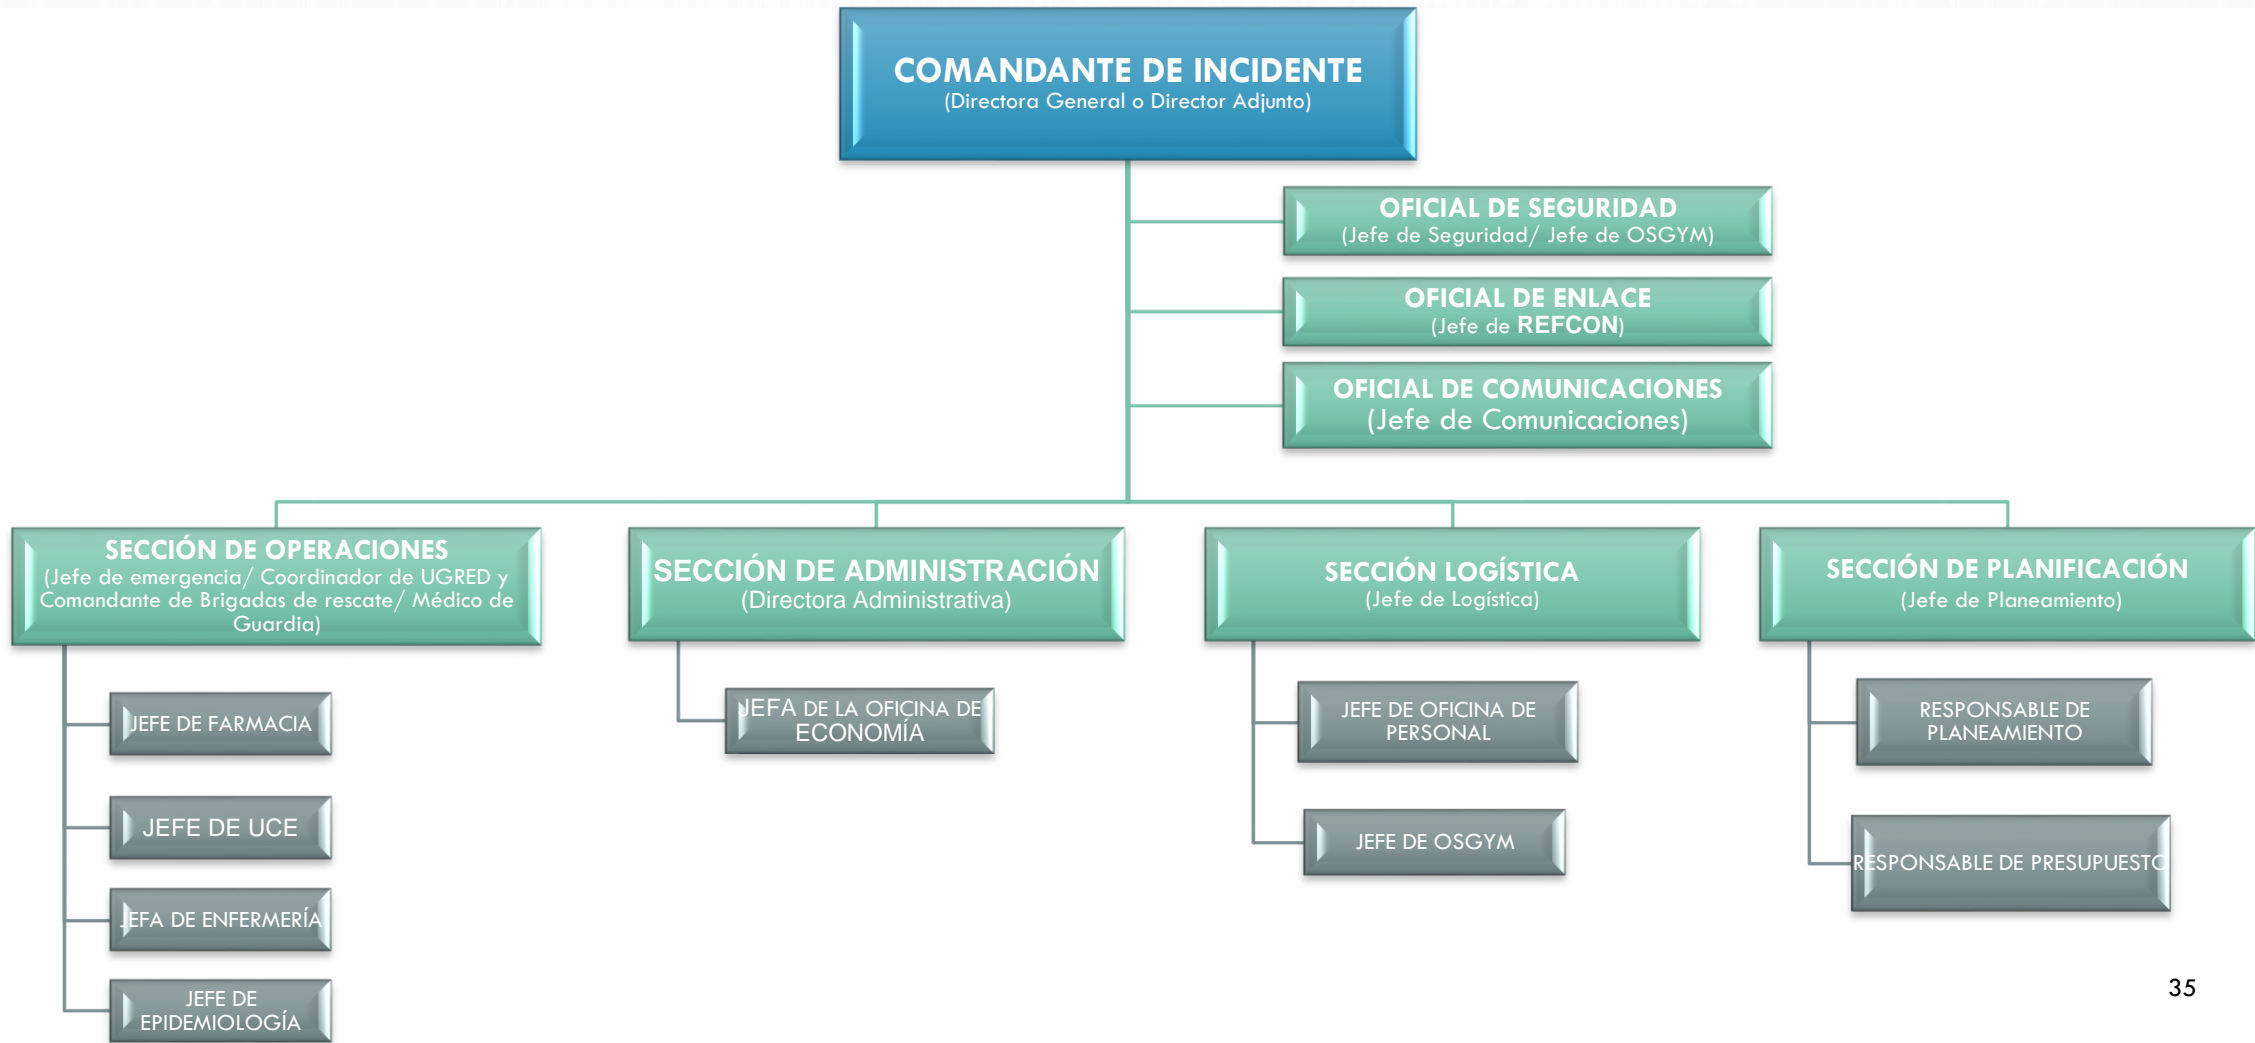 COMANDANTE DE INCIDENTE
(Directora General o Director Adjunto)
OFICIAL DE SEGURIDAD
(Jefe de Seguridad/ Jefe de OSGYM)
OFICIAL DE ENLACE
(Jefe de REFCON)
OFICIAL DE COMUNICACIONES
(Jefe de Comunicaciones)
SECCIÓN DE OPERACIONES
(Jefe de emergencia/ Coordinador de UGRED y
Comandante de Brigadas de rescate/ Médico de
Guardia)
JEFE DE FARMACIA
JEFE DE UCE
JEFA DE ENFERMERÍA
JEFE DE
EPIDEMIOLOGÍA
SECCIÓN DE ADMINISTRACIÓN
(Directora Administrativa)
JEFA DE LA OFICINA DE
ECONOMÍA
SECCIÓN LOGÍSTICA
(Jefe de Logística)
JEFE DE OFICINA DE
PERSONAL
JEFE DE OSGYM
SECCIÓN DE PLANIFICACIÓN
(Jefe de Planeamiento)
RESPONSABLE DE
PLANEAMIENTO
RESPONSABLE DE PRESUPUESTO
35